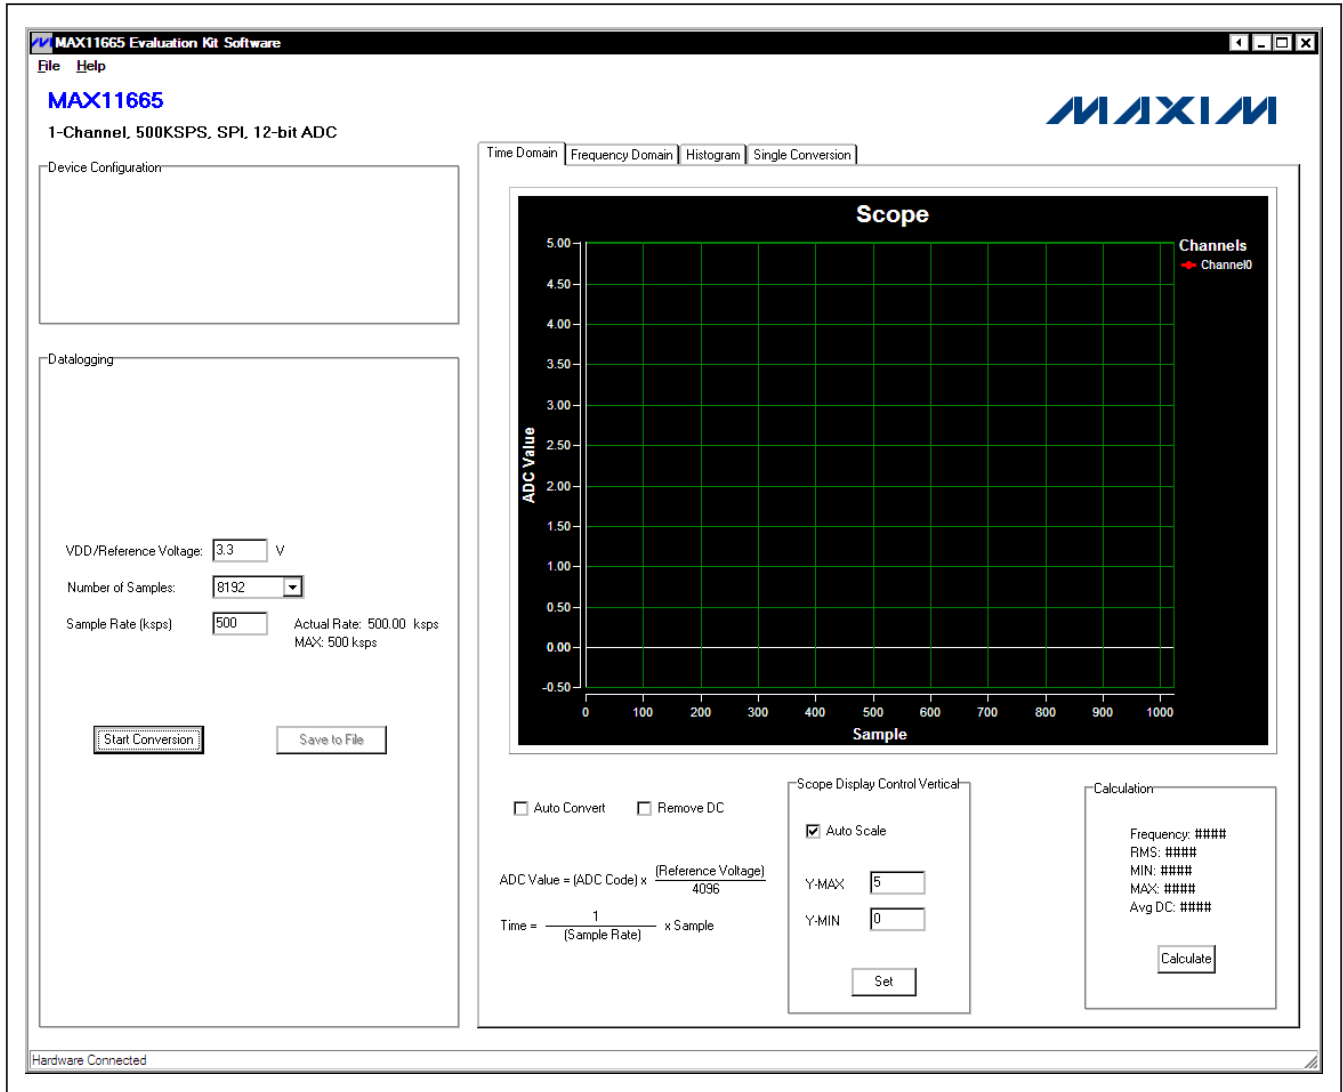 MAX11665 Evaluation Kit Software
File Help
MAX11665
1-Channel, 500KSPS, SPI, 12-bit ADC
MAXIM
Device Configuration
Datalogging
VDD/Reference Voltage: 3.3 V
Number of Samples: 8192
Sample Rate (ksps) 500 Actual Rate: 500.00 ksps
MAX: 500 ksps
Start Conversion Save to File
Time Domain Frequency Domain Histogram Single Conversion
Scope
Channels
Channel0
ADC Value
5.00
4.50
4.00
3.50
3.00
2.50
2.00
1.50
1.00
0.50
0.00
-0.50
0 100 200 300 400 500 600 700 800 900 1000
Sample
Auto Convert Remove DC
ADC Value = (ADC Code) x (Reference Voltage)
4096
Time = 1 x Sample
(Sample Rate)
Scope Display Control Vertical
Auto Scale
Y-MAX 5
Y-MIN 0
Set
Calculation
Frequency: ####
RMS: ####
MIN: ####
MAX: ####
Avg DC: ####
Calculate
Hardware Connected